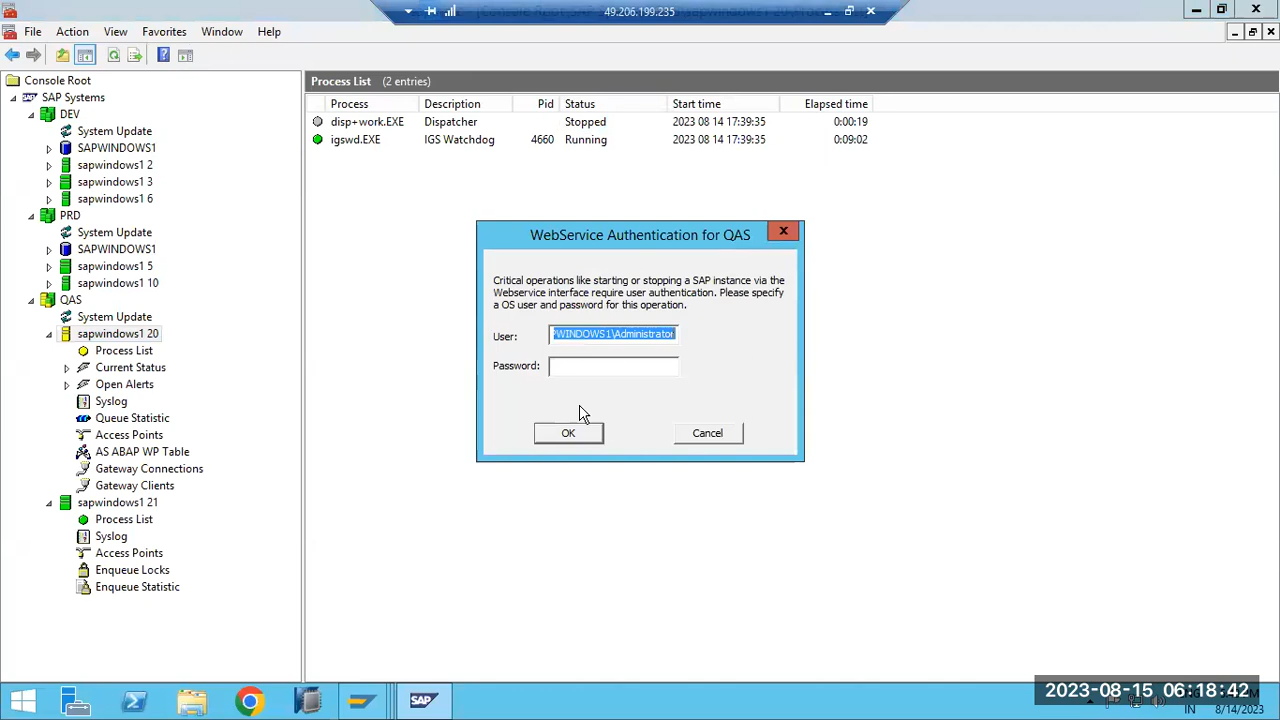 49.206.199.235
File Action View Favorites Window Help
Console Root
SAP Systems
DEV
System Update
SAPWINDOWS1
sapwindows1 2
sapwindows1 3
sapwindows1 6
PRD
System Update
SAPWINDOWS1
sapwindows1 5
sapwindows1 10
QAS
System Update
sapwindows1 20
Process List
Current Status
Open Alerts
Syslog
Queue Statistic
Access Points
AS ABAP WP Table
Gateway Connections
Gateway Clients
sapwindows1 21
Process List
Syslog
Access Points
Enqueue Locks
Enqueue Statistic
Process List (2 entries)
Process Description Pid Status Start time Elapsed time
disp+work.EXE Dispatcher Stopped 2023 08 14 17:39:35 0:00:19
igswd.EXE IGS Watchdog 4660 Running 2023 08 14 17:39:35 0:09:02
WebService Authentication for QAS
Critical operations like starting or stopping a SAP instance via the
Webservice interface require user authentication. Please specify
a OS user and password for this operation.
User: PWINDOWS1\Administrator
Password:
OK Cancel
SAP
2023-08-15 06:18:42
IN 8/14/2023